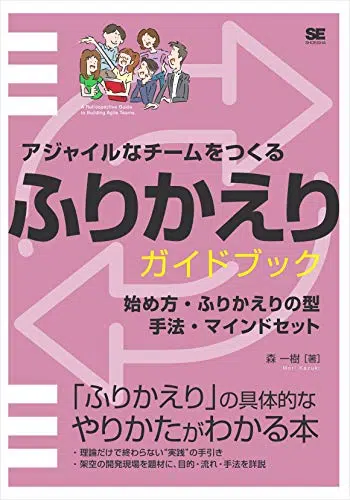 SE
SHOEISHA
A Retrospective Guide
to Building Agile Teams.
アジャイルなチームをつくる
ふりかえり
ガイドブック
始め方・ふりかえりの型
手法・マインドセット
森 一樹 [著]
Mori Kazuki
「ふりかえり」の具体的な
やりかたがわかる本
・理論だけで終わらない“実践”の手引き
・架空の開発現場を題材に、目的・流れ・手法を詳説